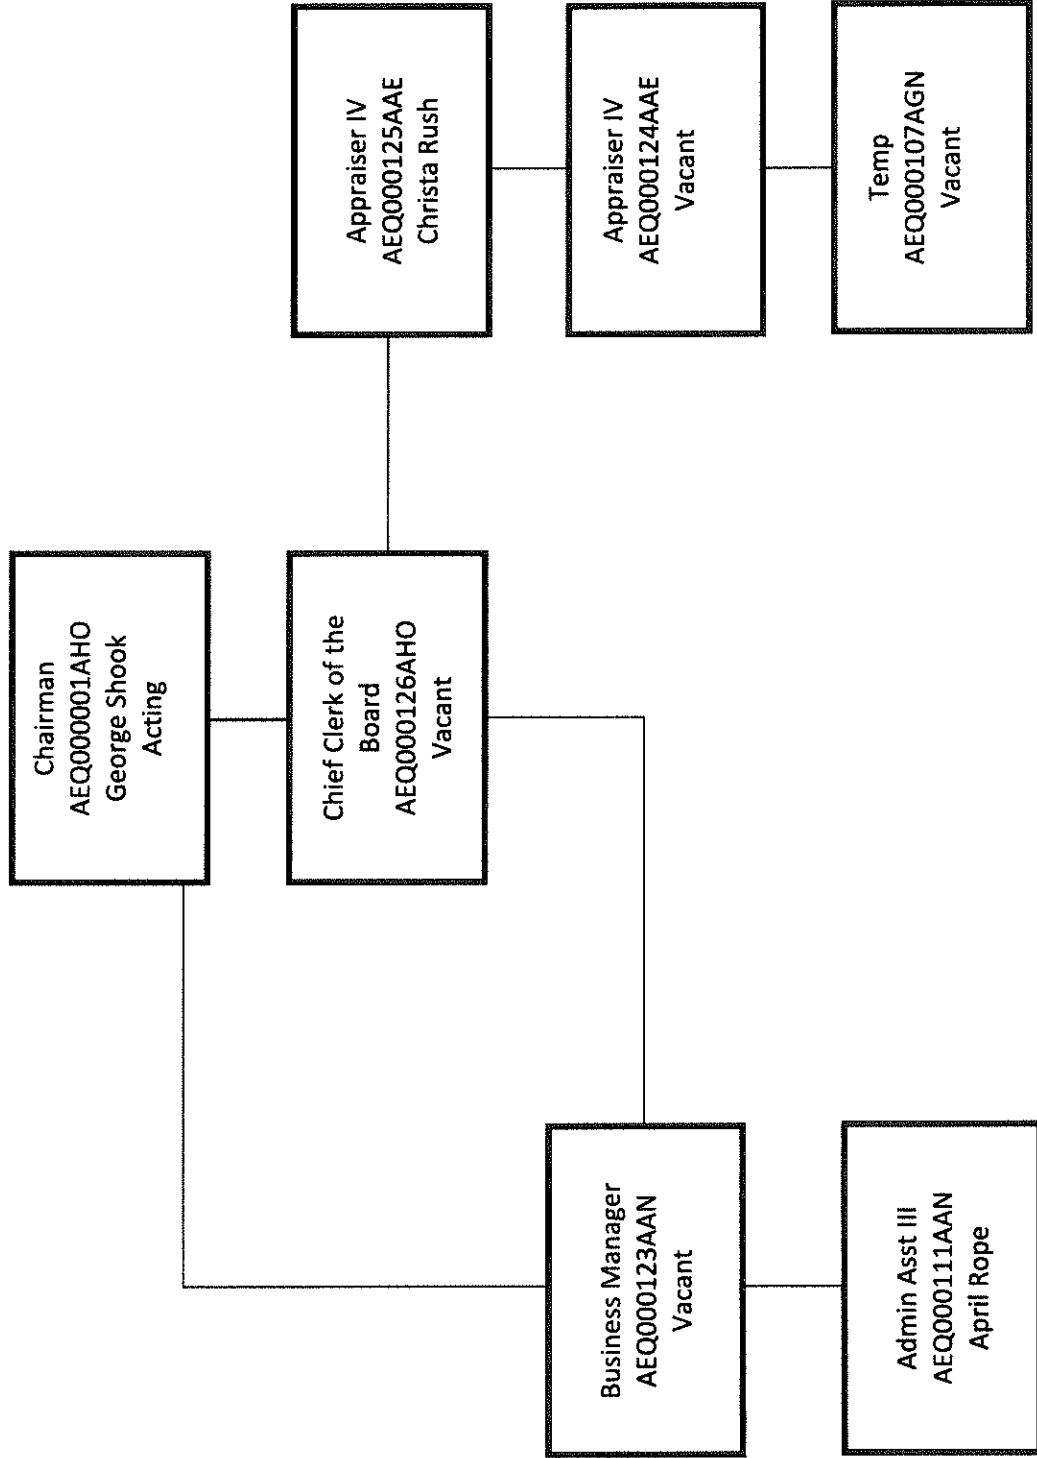 Chairman
AEQ000001AHO
George Shook
Acting
Chief Clerk of the
Board
AEQ000126AHO
Vacant
Appraiser IV
AEQ000125AAE
Christa Rush
Business Manager
AEQ000123AAN
Vacant
Appraiser IV
AEQ000124AAE
Vacant
Admin Asst III
AEQ000111AAN
April Rope
Temp
AEQ000107AGN
Vacant